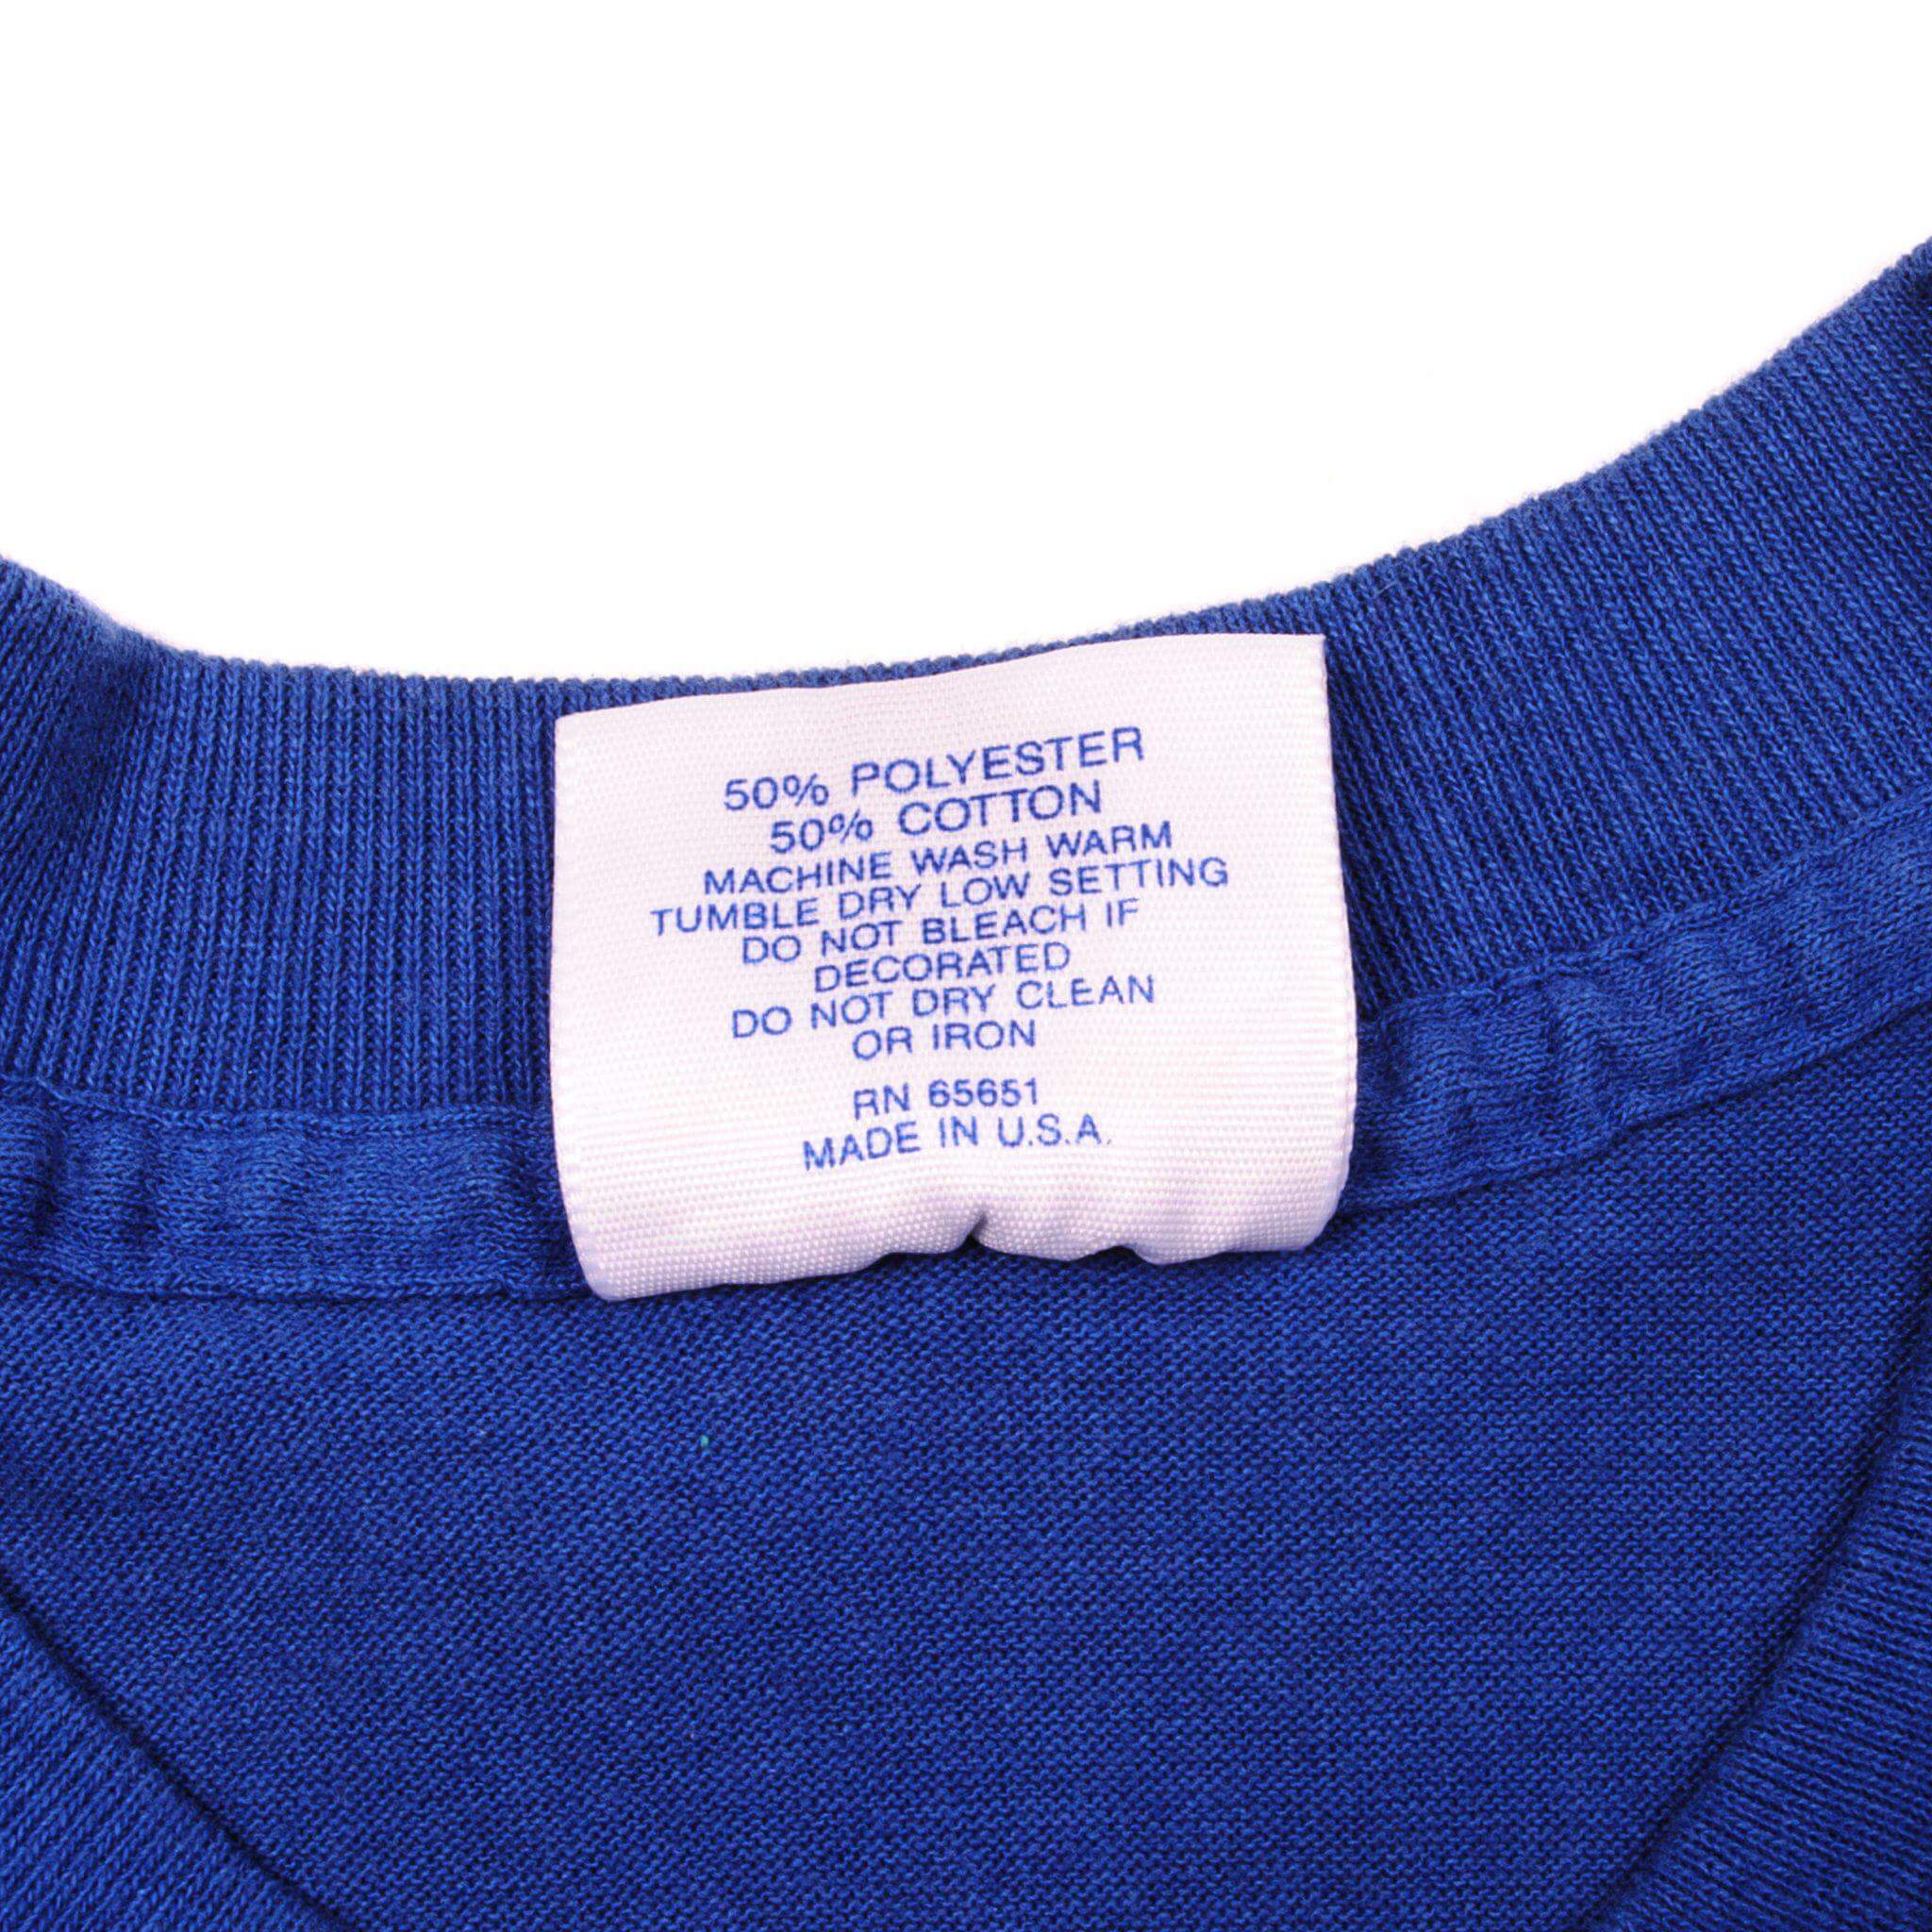 50% POLYESTER
50% COTTON
MACHINE WASH WARM
TUMBLE DRY LOW SETTING
DO NOT BLEACH IF
DECORATED
DO NOT DRY CLEAN
OR IRON
RN 65651
MADE IN U.S.A.